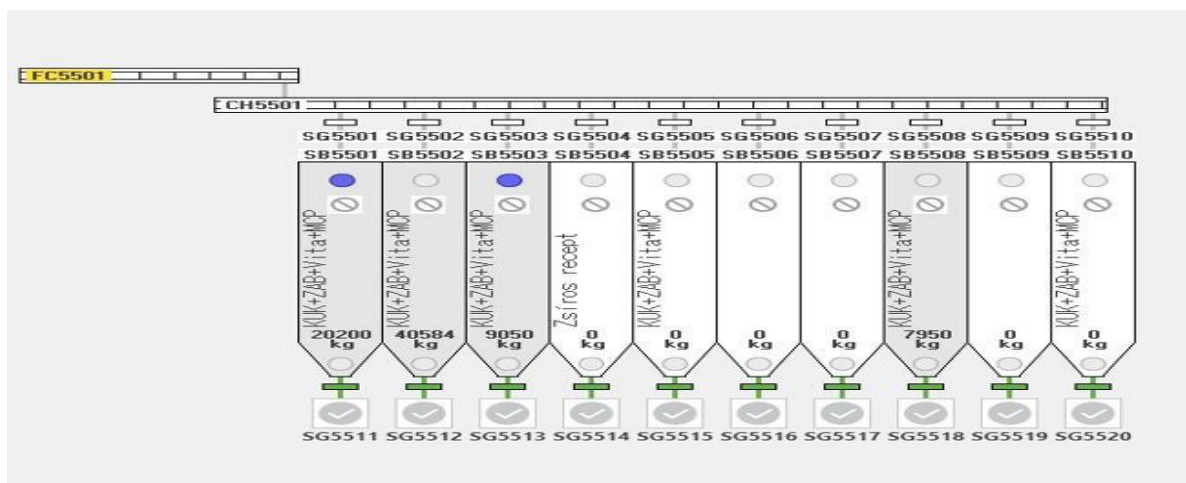 FC5501
CH5501
SG5501 SG5502 SG5503 SG5504 SG5505 SG5506 SG5507 SG5508 SG5509 SG5510
SB5501 SB5502 SB5503 SB5504 SB5505 SB5506 SB5507 SB5508 SB5509 SB5510
KUK+ZAB+Vita+MCP
KUK+ZAB+Vita+MCP
KUK+ZAB+Vita+MCP
Zsíros recept
KUK+ZAB+Vita+MCP
KUK+ZAB+Vita+MCP
KUK+ZAB+Vita+MCP
20200 40584 9050 0 0 0 0 7950 0 0
kg kg kg kg kg kg kg kg kg kg
SG5511 SG5512 SG5513 SG5514 SG5515 SG5516 SG5517 SG5518 SG5519 SG5520